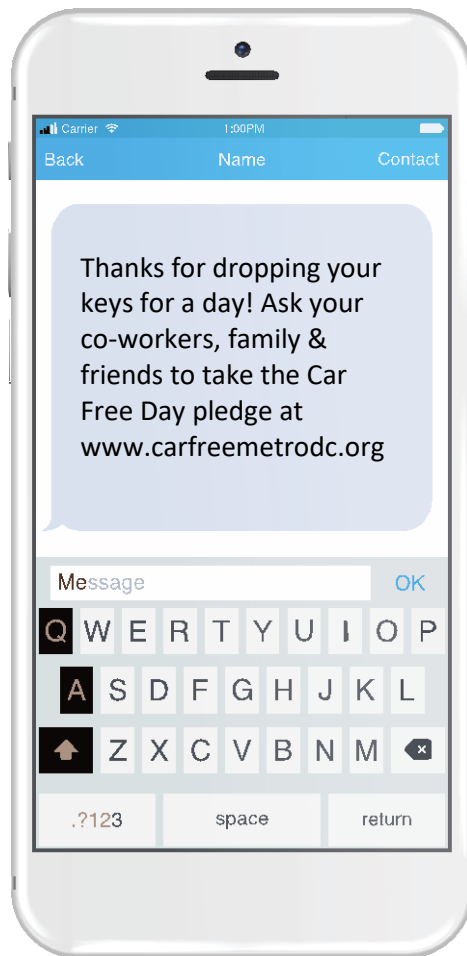 Carrier 1:00PM
Back Name Contact
Thanks for dropping your
keys for a day! Ask your
co-workers, family &
friends to take the Car
Free Day pledge at
www.carfreemetrodc.org
Message OK
Q W E R T Y U I O P
A S D F G H J K L
Z X C V B N M
.?123 space return